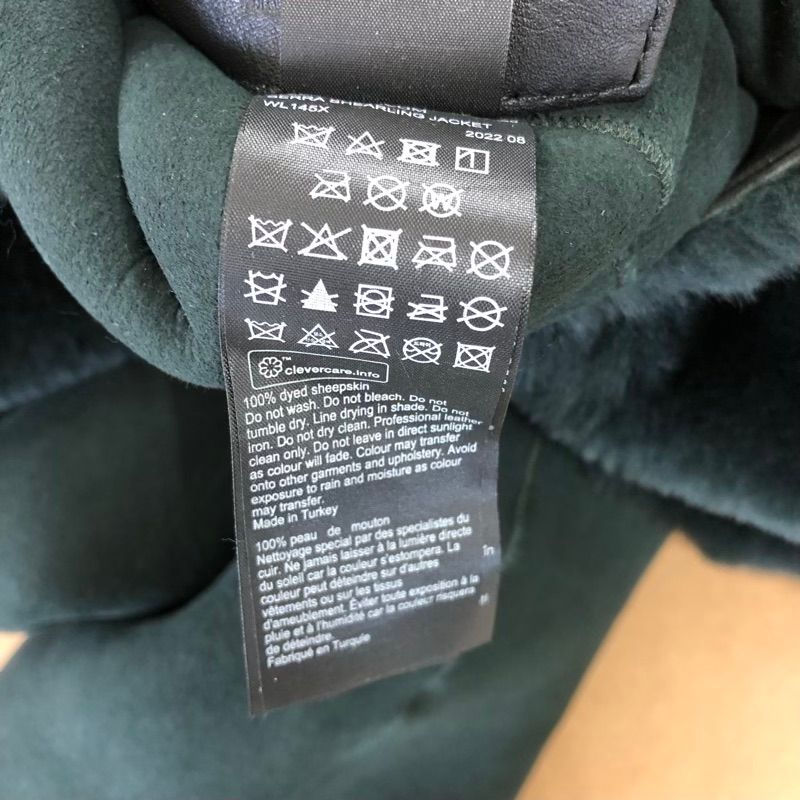 SHEARLING JACKET
WL145X
2022 08
W
clevercare.info
TM
100% dyed sheepskin
Do not wash. Do not bleach. Do not
tumble dry. Line drying in shade. Do not
iron. Do not dry clean. Professional leather
clean only. Do not leave in direct sunlight
as colour will fade. Colour may transfer
onto other garments and upholstery. Avoid
exposure to rain and moisture as colour
may transfer.
Made in Turkey
100% peau de mouton
Nettoyage special par des specialistes du
cuir. Ne jamais laisser à la lumière directe
du soleil car la couleur s'estompera. La
couleur peut déteindre sur d'autres
vêtements ou sur les tissus
d'ameublement. Éviter toute exposition à la
pluie et à l'humidité car la couleur risquera
de déteindre.
Fabriqué en Turquie
în